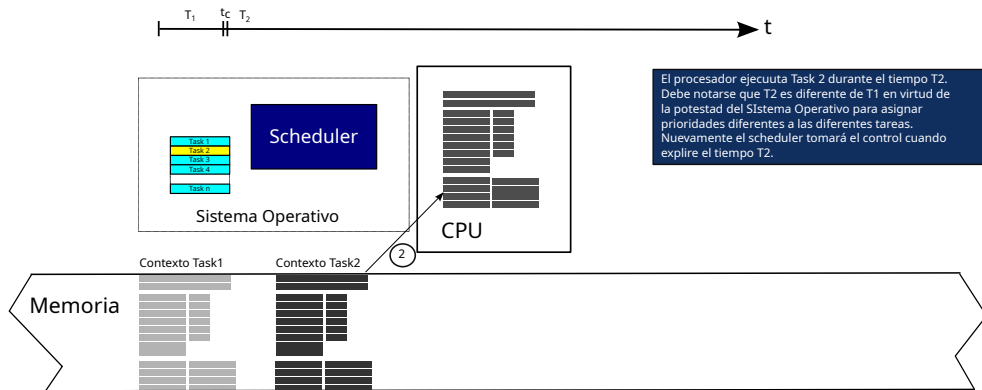 T1 tc T2
t
El procesador ejecuuta Task 2 durante el tiempo T2.
Debe notarse que T2 es diferente de T1 en virtud de
la potestad del SIstema Operativo para asignar
prioridades diferentes a las diferentes tareas.
Nuevamente el scheduler tomará el control cuando
explire el tiempo T2.
Scheduler
Task 1
Task 2
Task 3
Task 4
Task n
Sistema Operativo
CPU
2
Contexto Task1
Contexto Task2
Memoria